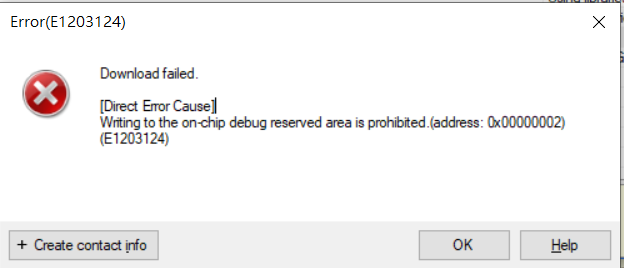 Error(E1203124)
Download failed.
[Direct Error Cause]
Writing to the on-chip debug reserved area is prohibited.(address: 0x00000002)
(E1203124)
+ Create contact info
OK
Help